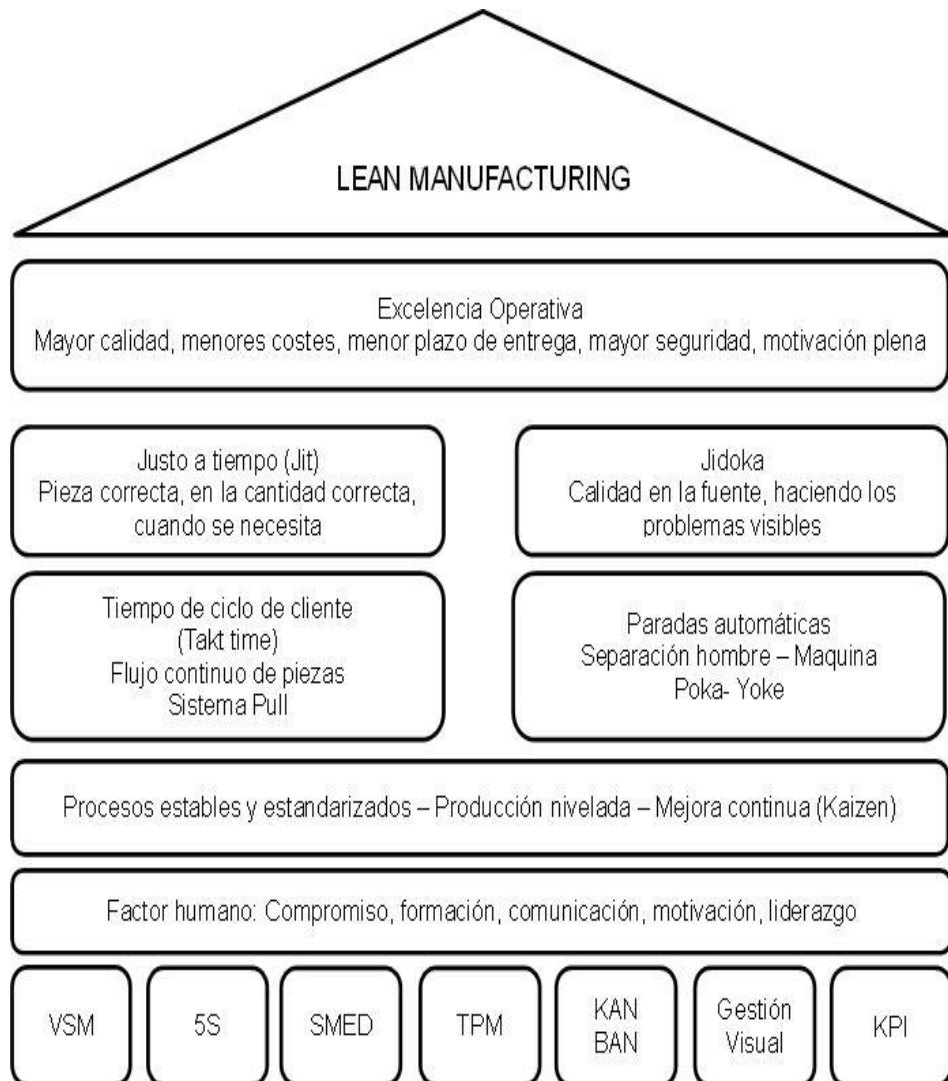 LEAN MANUFACTURING
Excelencia Operativa
Mayor calidad, menores costes, menor plazo de entrega, mayor seguridad, motivación plena
Justo a tiempo (Jit)
Pieza correcta, en la cantidad correcta,
cuando se necesita
Jidoka
Calidad en la fuente, haciendo los
problemas visibles
Tiempo de ciclo de cliente
(Takt time)
Flujo continuo de piezas
Sistema Pull
Paradas automáticas
Separación hombre – Maquina
Poka- Yoke
Procesos estables y estandarizados – Producción nivelada – Mejora continua (Kaizen)
Factor humano: Compromiso, formación, comunicación, motivación, liderazgo
VSM
5S
SMED
TPM
KAN
BAN
Gestión
Visual
KPI